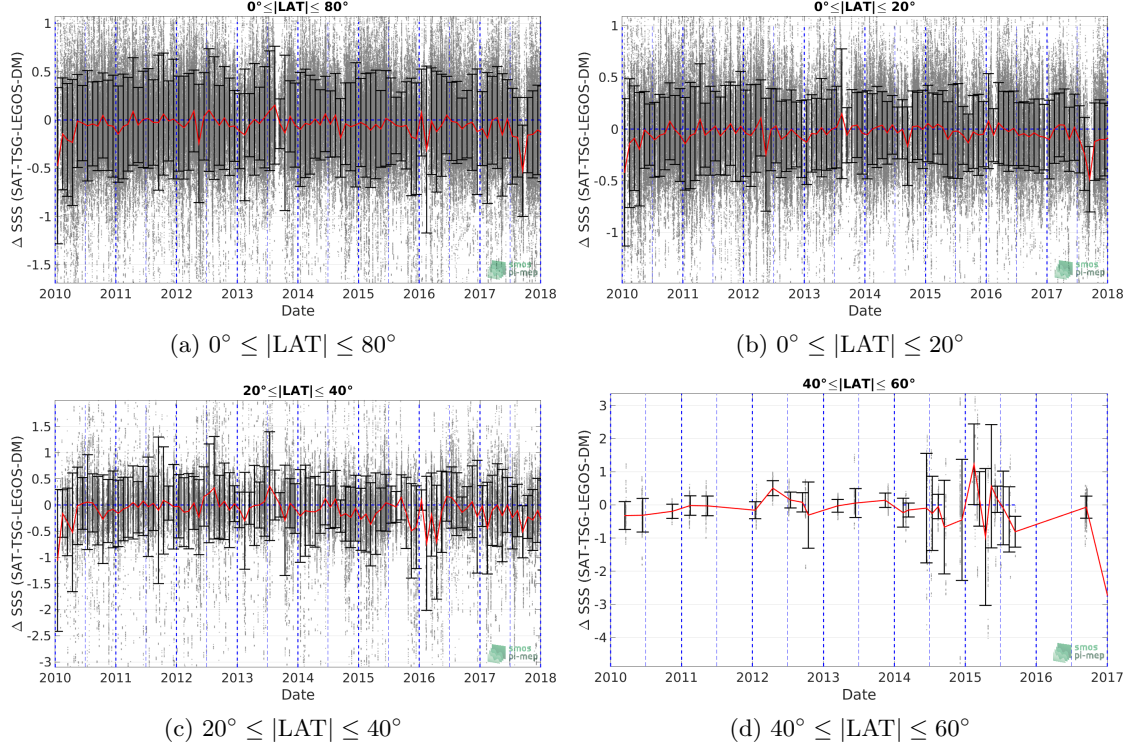 0°≤|LAT|≤ 80°
Δ SSS (SAT-TSG-LEGOS-DM)
0.5
0
-0.5
-1
-1.5
2010 2011 2012 2013 2014 2015 2016 2017 2018
Date
smos
pi-mep
(a) 0° ≤ |LAT| ≤ 80°
0°≤|LAT|≤ 20°
Δ SSS (SAT-TSG-LEGOS-DM)
1
0.5
0
-0.5
-1
2010 2011 2012 2013 2014 2015 2016 2017 2018
Date
smos
pi-mep
(b) 0° ≤ |LAT| ≤ 20°
20°≤|LAT|≤ 40°
Δ SSS (SAT-TSG-LEGOS-DM)
1.5
1
0.5
0
-0.5
-1
-1.5
-2
-2.5
-3
2010 2011 2012 2013 2014 2015 2016 2017 2018
Date
smos
pi-mep
(c) 20° ≤ |LAT| ≤ 40°
40°≤|LAT|≤ 60°
Δ SSS (SAT-TSG-LEGOS-DM)
3
2
1
0
-1
-2
-3
-4
2010 2011 2012 2013 2014 2015 2016 2017
Date
smos
pi-mep
(d) 40° ≤ |LAT| ≤ 60°